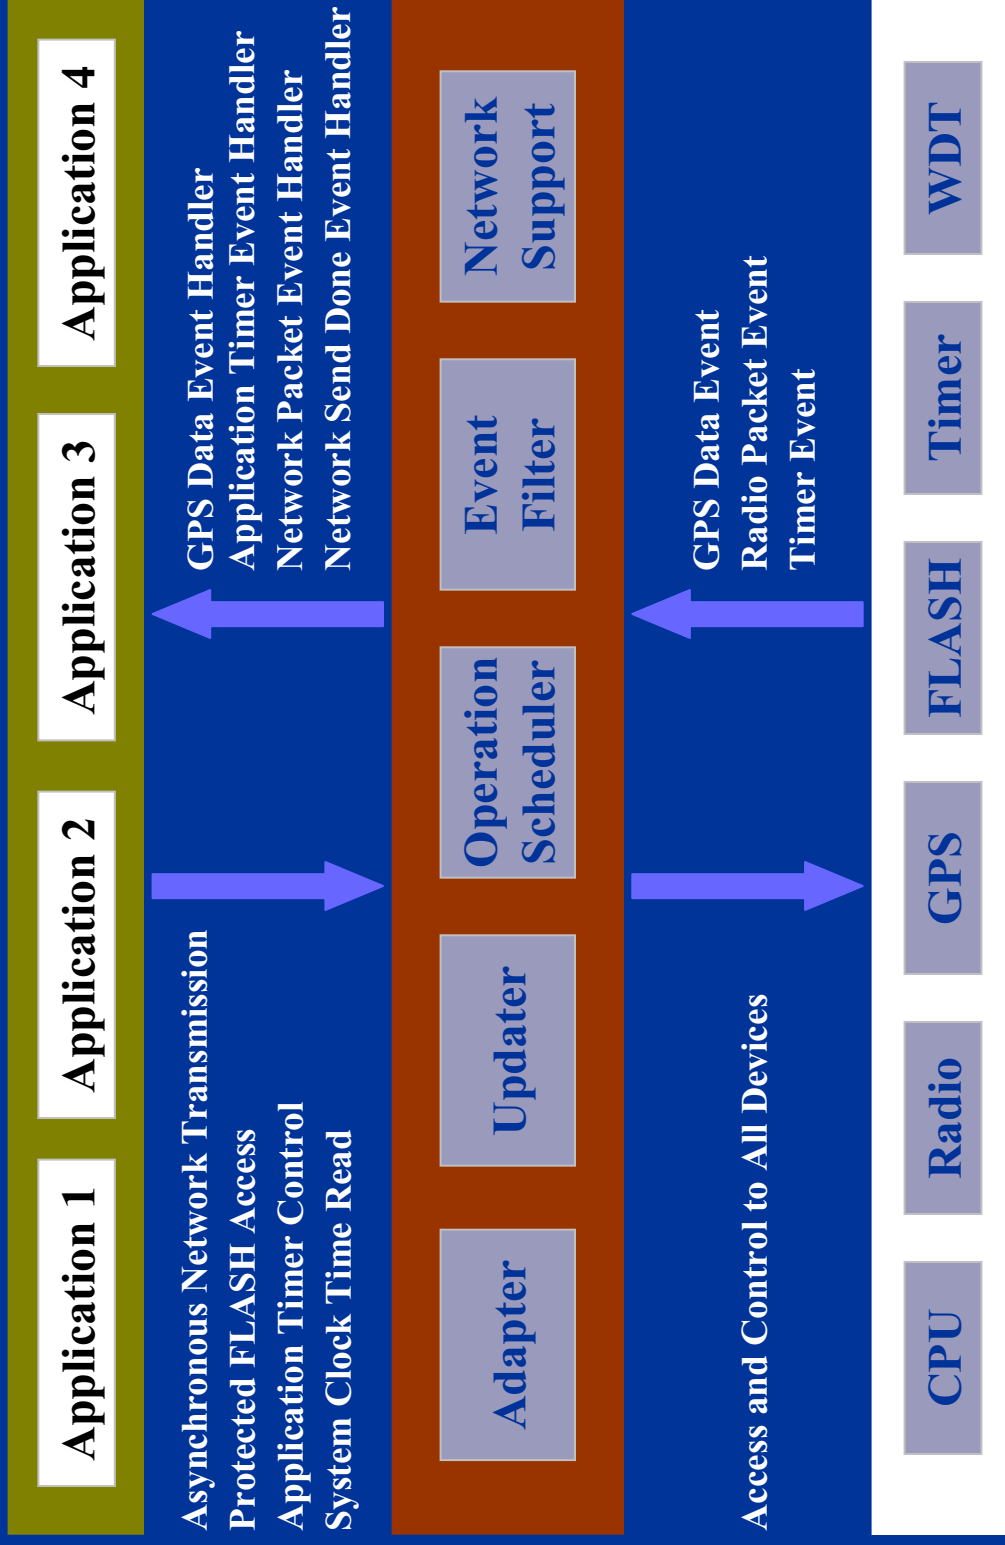 Application 1
Application 2
Application 3
Application 4
Asynchronous Network Transmission
Protected FLASH Access
Application Timer Control
System Clock Time Read
GPS Data Event Handler
Application Timer Event Handler
Network Packet Event Handler
Network Send Done Event Handler
Adapter
Updater
Operation
Scheduler
Event
Filter
Network
Support
Access and Control to All Devices
GPS Data Event
Radio Packet Event
Timer Event
CPU
Radio
GPS
FLASH
Timer
WDT